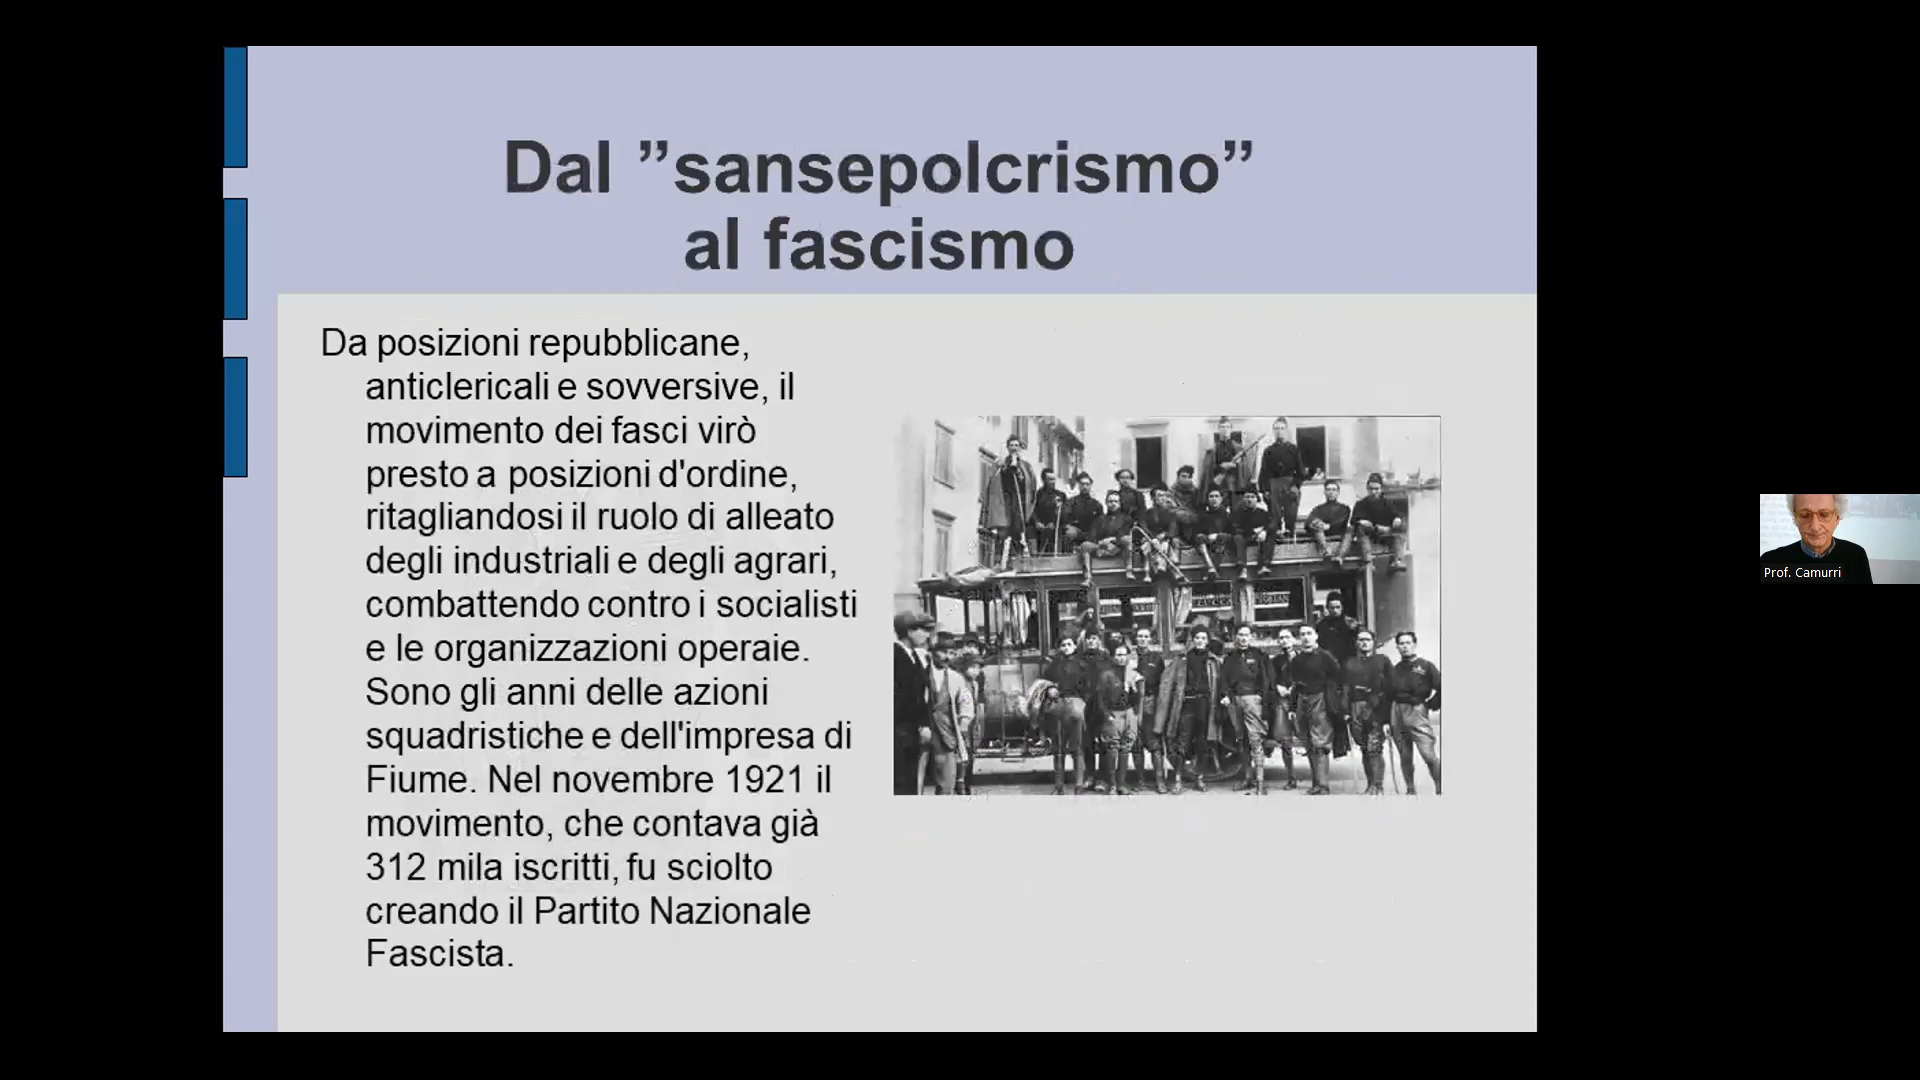 Dal ”sansepolcrismo”
al fascismo
Da posizioni repubblicane,
anticlericali e sovversive, il
movimento dei fasci virò
presto a posizioni d'ordine,
ritagliandosi il ruolo di alleato
degli industriali e degli agrari,
combattendo contro i socialisti
e le organizzazioni operaie.
Sono gli anni delle azioni
squadristiche e dell'impresa di
Fiume. Nel novembre 1921 il
movimento, che contava già
312 mila iscritti, fu sciolto
creando il Partito Nazionale
Fascista.
Prof. Camurri